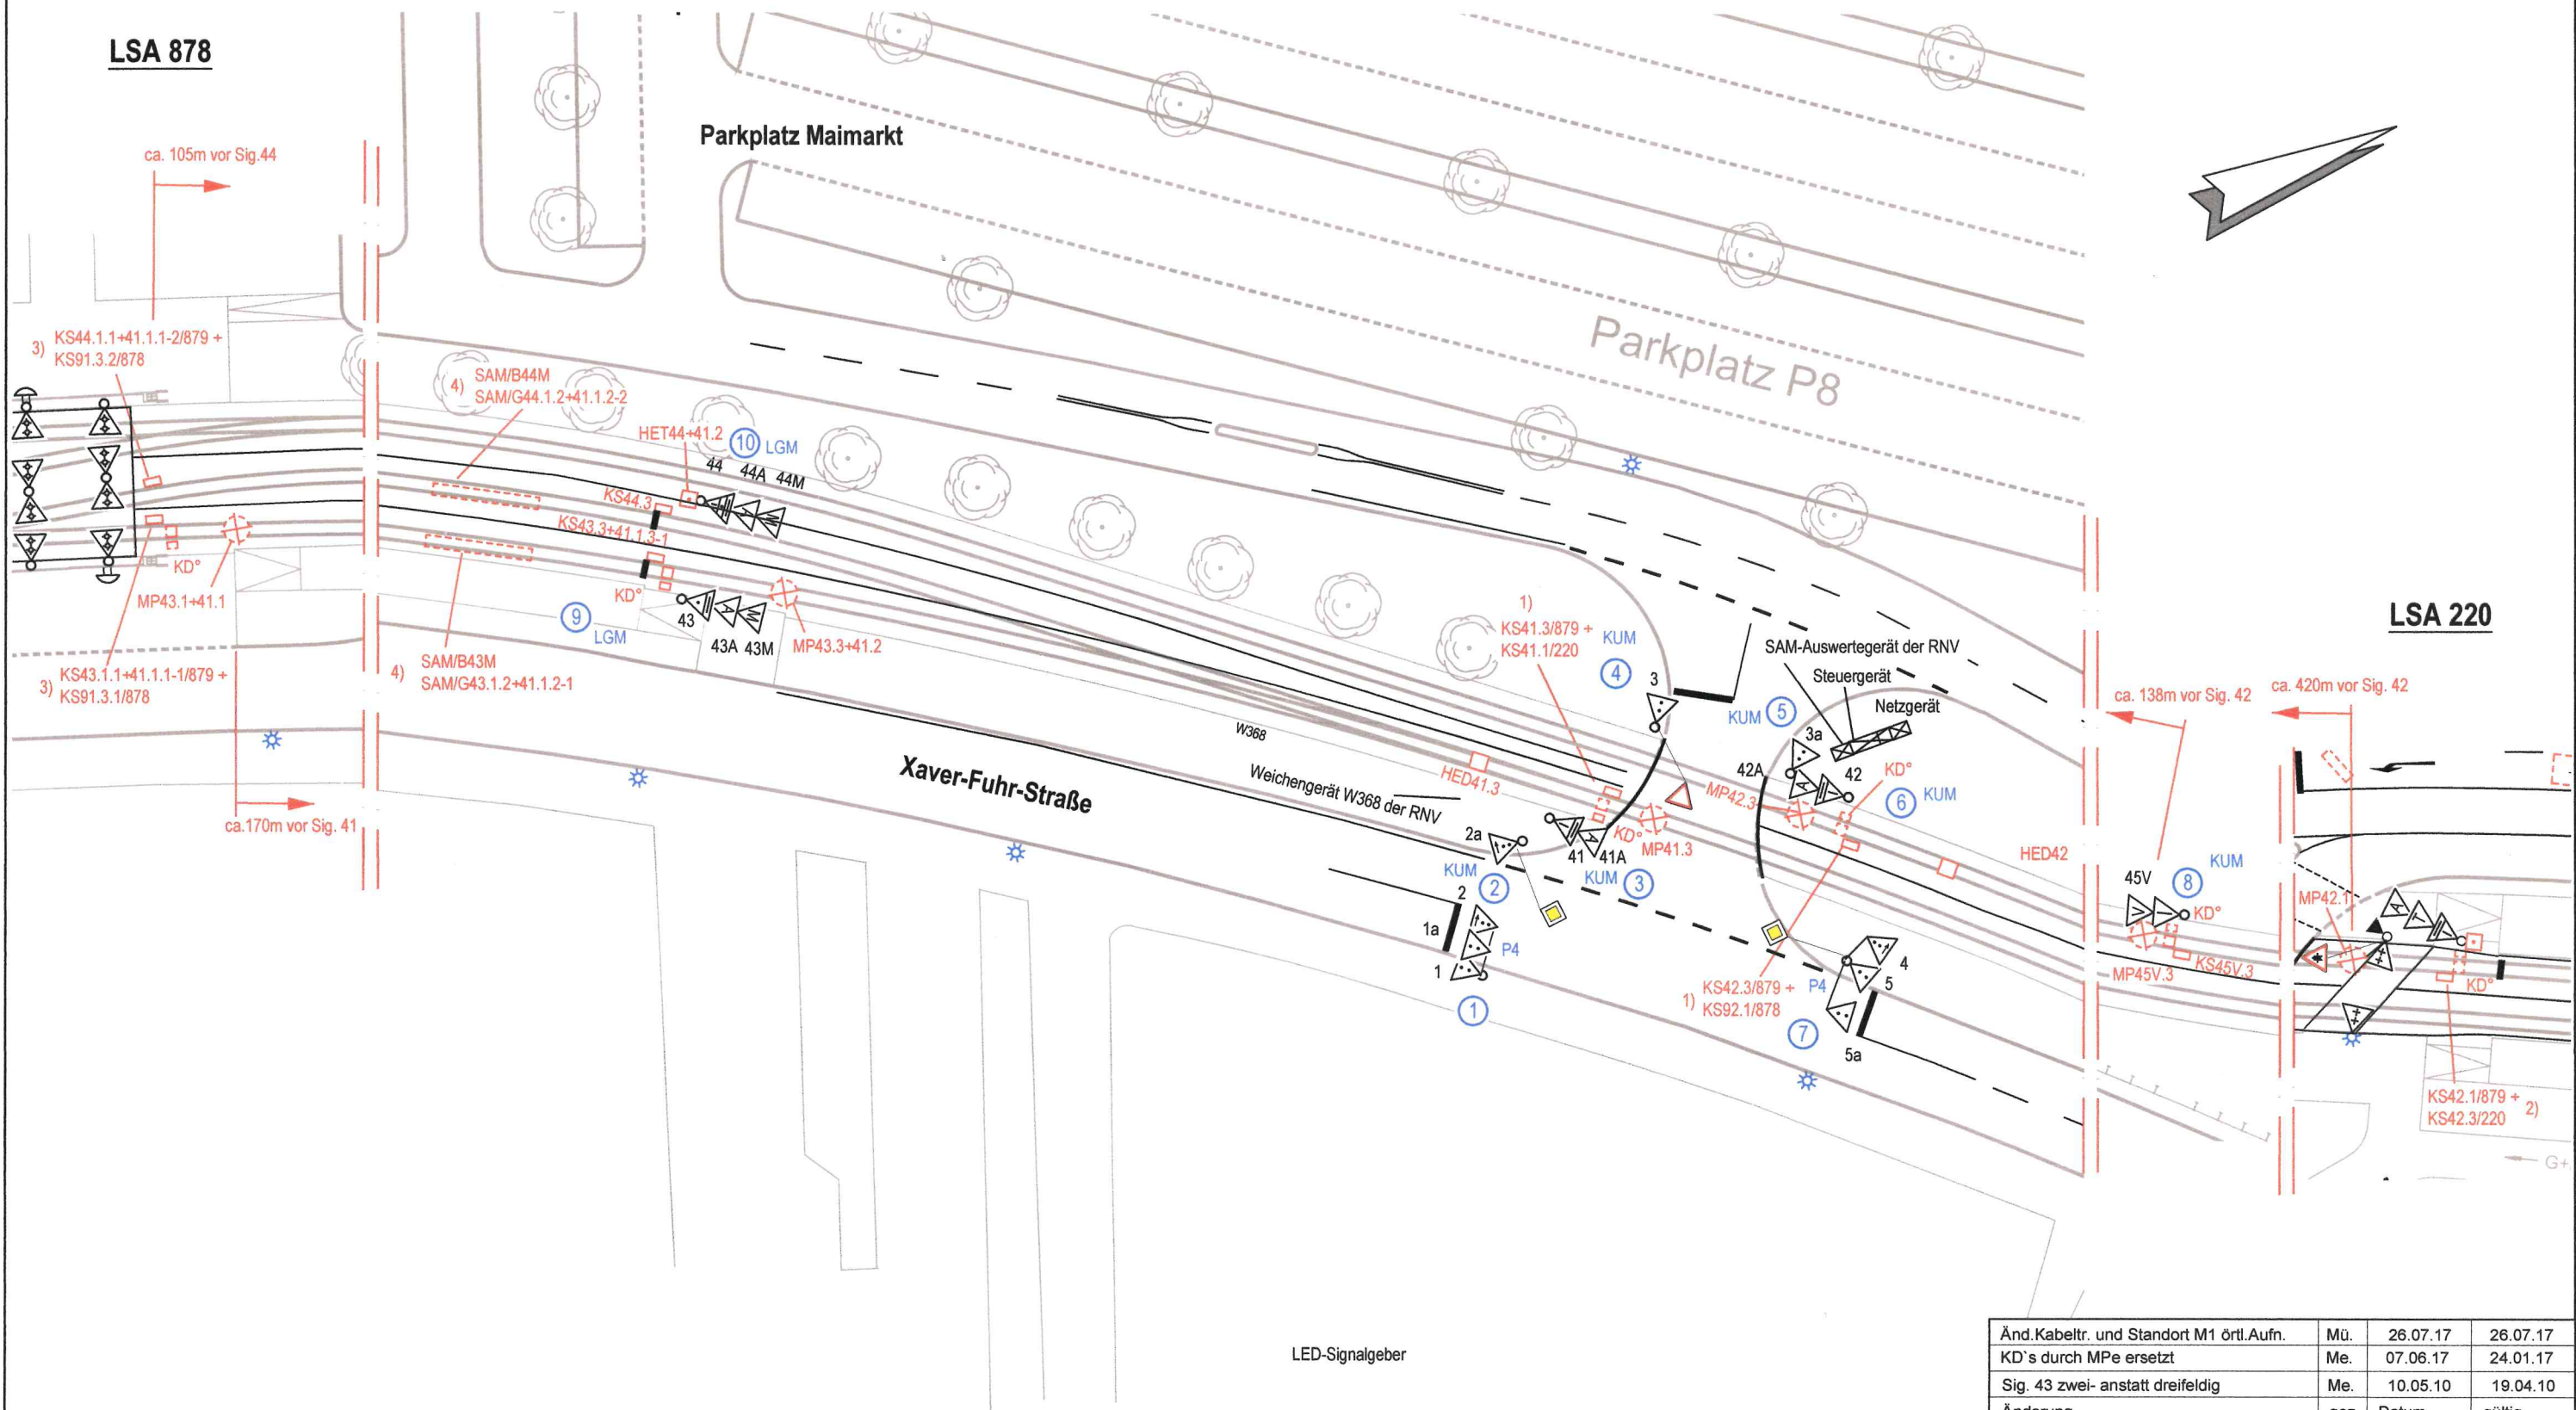 LSA 878
Parkplatz Maimarkt
ca. 105m vor Sig.44
3) KS44.1.1+41.1.1-2/879 +
KS91.3.2/878
4) SAM/B44M
SAM/G44.1.2+41.1.2-2
HET44+41.2
10 LGM
44 44A 44M
KS44.3
KS43.3+41.1.3-1
KD°
MP43.1+41.1
KD°
9 LGM
43
43A 43M
MP43.3+41.2
3) KS43.1.1+41.1.1-1/879 +
KS91.3.1/878
4) SAM/B43M
SAM/G43.1.2+41.1.2-1
ca.170m vor Sig. 41
Xaver-Fuhr-Straße
W368
Weichengerät W368 der RNV
Parkplatz P8
1)
KS41.3/879 +
KS41.1/220
KUM
4
3
HED41.3
SAM-Auswertegerät der RNV
Steuergerät
Netzgerät
KUM 5
3a
42A
42
KD°
6 KUM
MP42.3
2a
KUM 2
41 41A
KD°
MP41.3
KUM 3
2
1a
P4
1
1
HED42
1) KS42.3/879 +
KS92.1/878
P4
4
5
7
5a
LSA 220
ca. 138m vor Sig. 42
ca. 420m vor Sig. 42
45V
8 KUM
KD°
MP45V.3
KS45V.3
MP42.1
A
T
KD°
KS42.1/879 +
KS42.3/220 2)
G+
LED-Signalgeber
Änd.Kabeltr. und Standort M1 örtl.Aufn. Mü. 26.07.17 26.07.17
KD`s durch MPe ersetzt Me. 07.06.17 24.01.17
Sig. 43 zwei- anstatt dreifeldig Me. 10.05.10 19.04.10
Änderung gez. Datum gültig